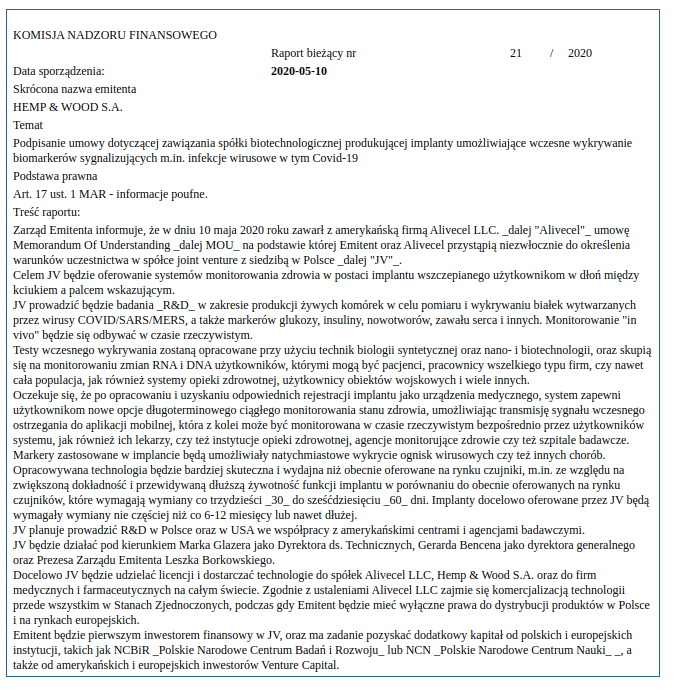 KOMISJA NADZORU FINANSOWEGO
Raport bieżący nr 21 / 2020
Data sporządzenia: 2020-05-10
Skrócona nazwa emitenta
HEMP & WOOD S.A.
Temat
Podpisanie umowy dotyczącej zawiązania spółki biotechnologicznej produkującej implanty umożliwiające wczesne wykrywanie
biomarkerów sygnalizujących m.in. infekcje wirusowe w tym Covid-19
Podstawa prawna
Art. 17 ust. 1 MAR - informacje poufne.
Treść raportu:
Zarząd Emitenta informuje, że w dniu 10 maja 2020 roku zawarł z amerykańską firmą Alivecel LLC. _dalej "Alivecel"_ umowę
Memorandum Of Understanding _dalej MOU_ na podstawie której Emitent oraz Alivecel przystąpią niezwłocznie do określenia
warunków uczestnictwa w spółce joint venture z siedzibą w Polsce _dalej "JV"_.
Celem JV będzie oferowanie systemów monitorowania zdrowia w postaci implantu wszczepianego użytkownikom w dłoń między
kciukiem a palcem wskazującym.
JV prowadzić będzie badania _R&D_ w zakresie produkcji żywych komórek w celu pomiaru i wykrywaniu białek wytwarzanych
przez wirusy COVID/SARS/MERS, a także markerów glukozy, insuliny, nowotworów, zawału serca i innych. Monitorowanie "in
vivo" będzie się odbywać w czasie rzeczywistym.
Testy wczesnego wykrywania zostaną opracowane przy użyciu technik biologii syntetycznej oraz nano- i biotechnologii, oraz skupią
się na monitorowaniu zmian RNA i DNA użytkowników, którymi mogą być pacjenci, pracownicy wszelkiego typu firm, czy nawet
cała populacja, jak również systemy opieki zdrowotnej, użytkownicy obiektów wojskowych i wiele innych.
Oczekuje się, że po opracowaniu i uzyskaniu odpowiednich rejestracji implantu jako urządzenia medycznego, system zapewni
użytkownikom nowe opcje długoterminowego ciągłego monitorowania stanu zdrowia, umożliwiając transmisję sygnału wczesnego
ostrzegania do aplikacji mobilnej, która z kolei może być monitorowana w czasie rzeczywistym bezpośrednio przez użytkowników
systemu, jak również ich lekarzy, czy też instytucje opieki zdrowotnej, agencje monitorujące zdrowie czy też szpitale badawcze.
Markery zastosowane w implancie będą umożliwiały natychmiastowe wykrycie ognisk wirusowych czy też innych chorób.
Opracowywana technologia będzie bardziej skuteczna i wydajna niż obecnie oferowane na rynku czujniki, m.in. ze względu na
zwiększoną dokładność i przewidywaną dłuższą żywotność funkcji implantu w porównaniu do obecnie oferowanych na rynku
czujników, które wymagają wymiany co trzydzieści _30_ do sześćdziesięciu _60_ dni. Implanty docelowo oferowane przez JV będą
wymagały wymiany nie częściej niż co 6-12 miesięcy lub nawet dłużej.
JV planuje prowadzić R&D w Polsce oraz w USA we współpracy z amerykańskimi centrami i agencjami badawczymi.
JV będzie działać pod kierunkiem Marka Glazera jako Dyrektora ds. Technicznych, Gerarda Bencena jako dyrektora generalnego
oraz Prezesa Zarządu Emitenta Leszka Borkowskiego.
Docelowo JV będzie udzielać licencji i dostarczać technologie do spółek Alivecel LLC, Hemp & Wood S.A. oraz do firm
medycznych i farmaceutycznych na całym świecie. Zgodnie z ustaleniami Alivecel LLC zajmie się komercjalizacją technologii
przede wszystkim w Stanach Zjednoczonych, podczas gdy Emitent będzie mieć wyłączne prawa do dystrybucji produktów w Polsce
i na rynkach europejskich.
Emitent będzie pierwszym inwestorem finansowy w JV, oraz ma zadanie pozyskać dodatkowy kapitał od polskich i europejskich
instytucji, takich jak NCBiR _Polskie Narodowe Centrum Badań i Rozwoju_ lub NCN _Polskie Narodowe Centrum Nauki_ _, a
także od amerykańskich i europejskich inwestorów Venture Capital.